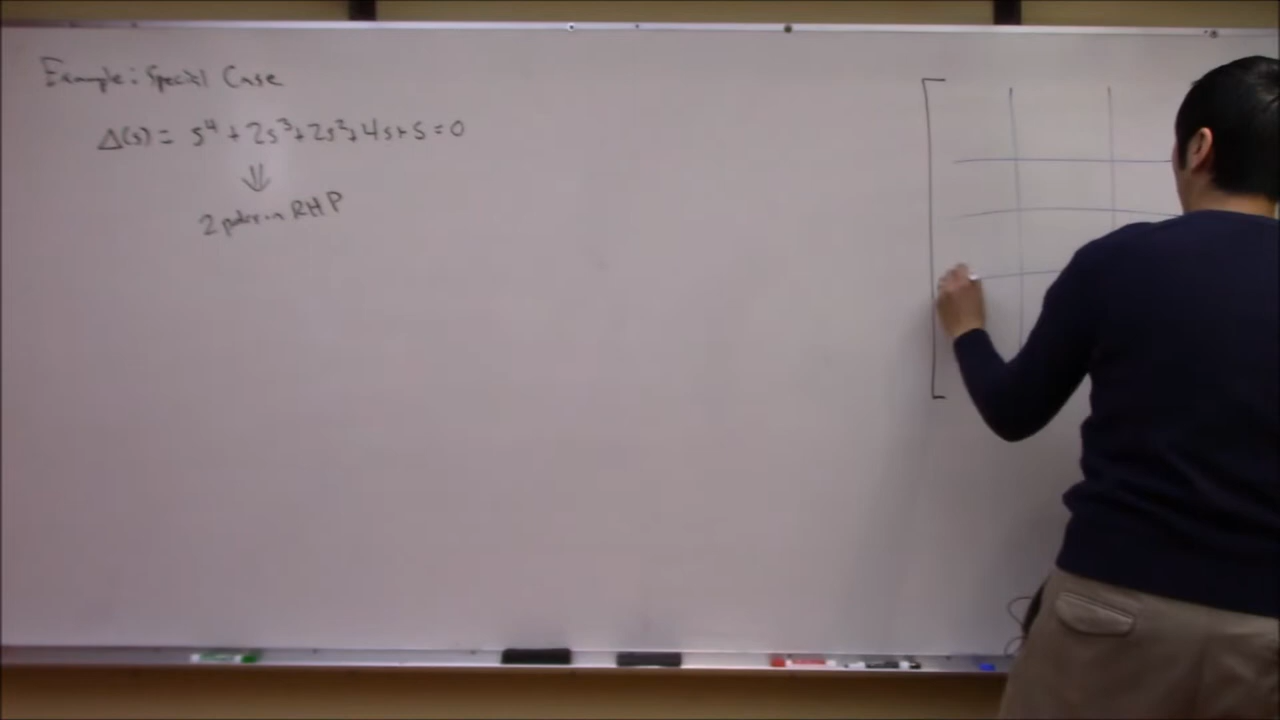 Example: Special Case
Δ(s) = s⁴ + 2s³ + 2s² + 4s + 5 = 0
⇓
2 poles in RHP